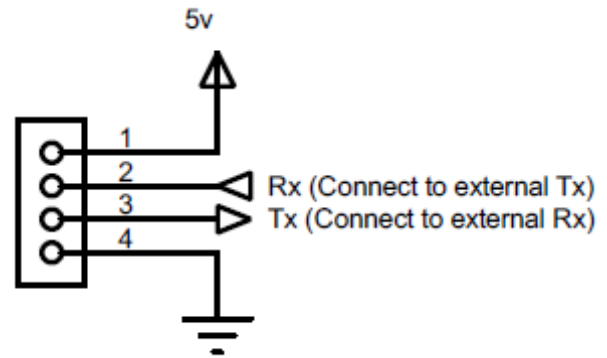 5v
1
2 Rx (Connect to external Tx)
3 Tx (Connect to external Rx)
4